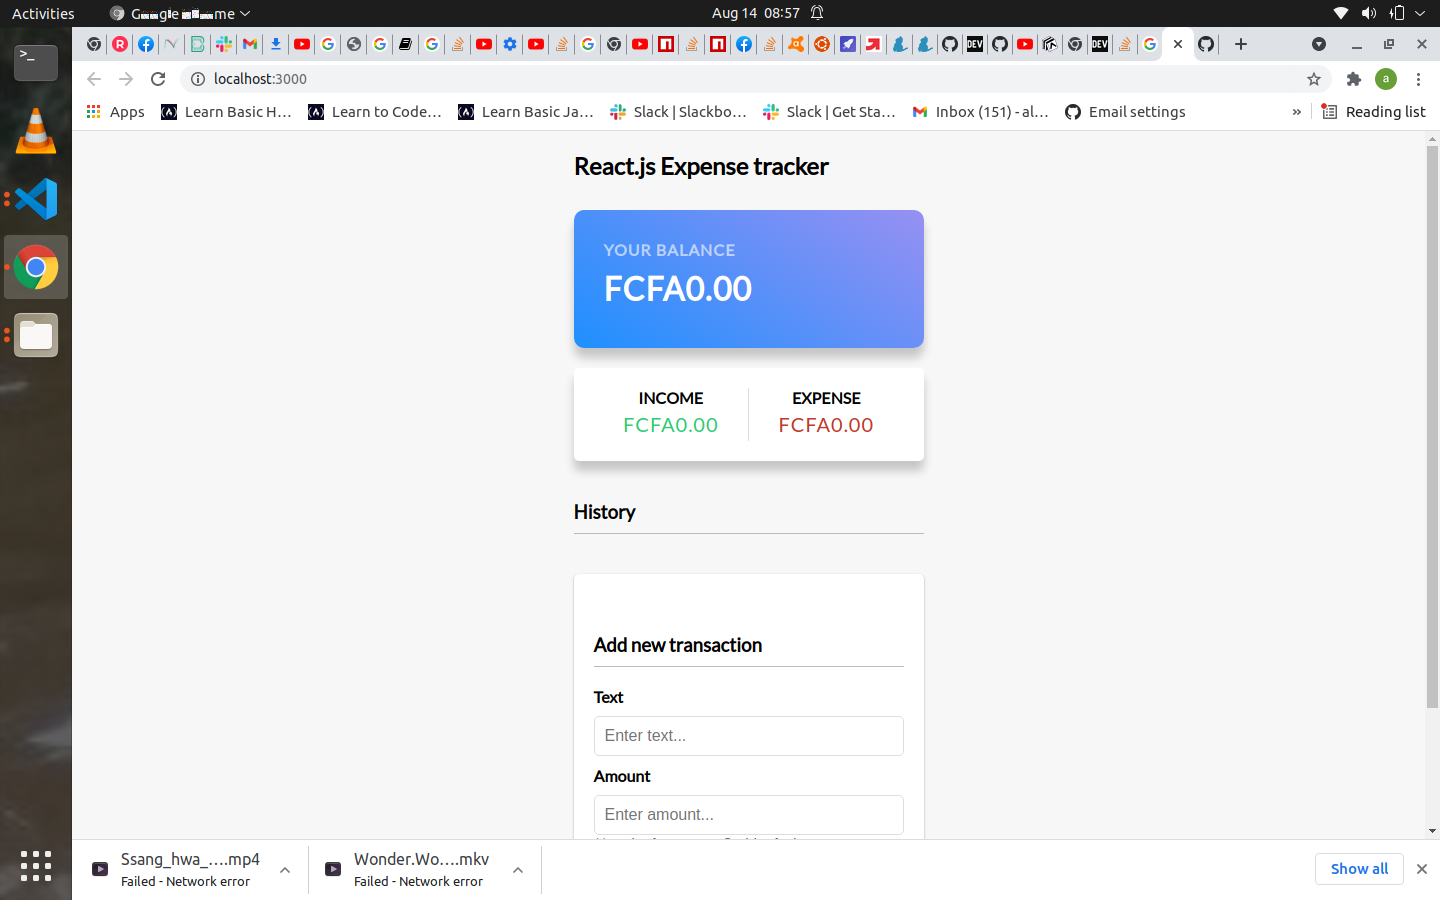 Activities
Aug 14 08:57
localhost:3000
Apps
Learn Basic H...
Learn to Code...
Learn Basic Ja...
Slack | Slackbo...
Slack | Get Sta...
Inbox (151) - al...
Email settings
»
Reading list
React.js Expense tracker
YOUR BALANCE
FCFA0.00
INCOME
EXPENSE
FCFA0.00
FCFA0.00
History
Add new transaction
Text
Enter text...
Amount
Enter amount...
Ssang_hwa_....mp4
Failed - Network error
Wonder.Wo....mkv
Failed - Network error
Show all